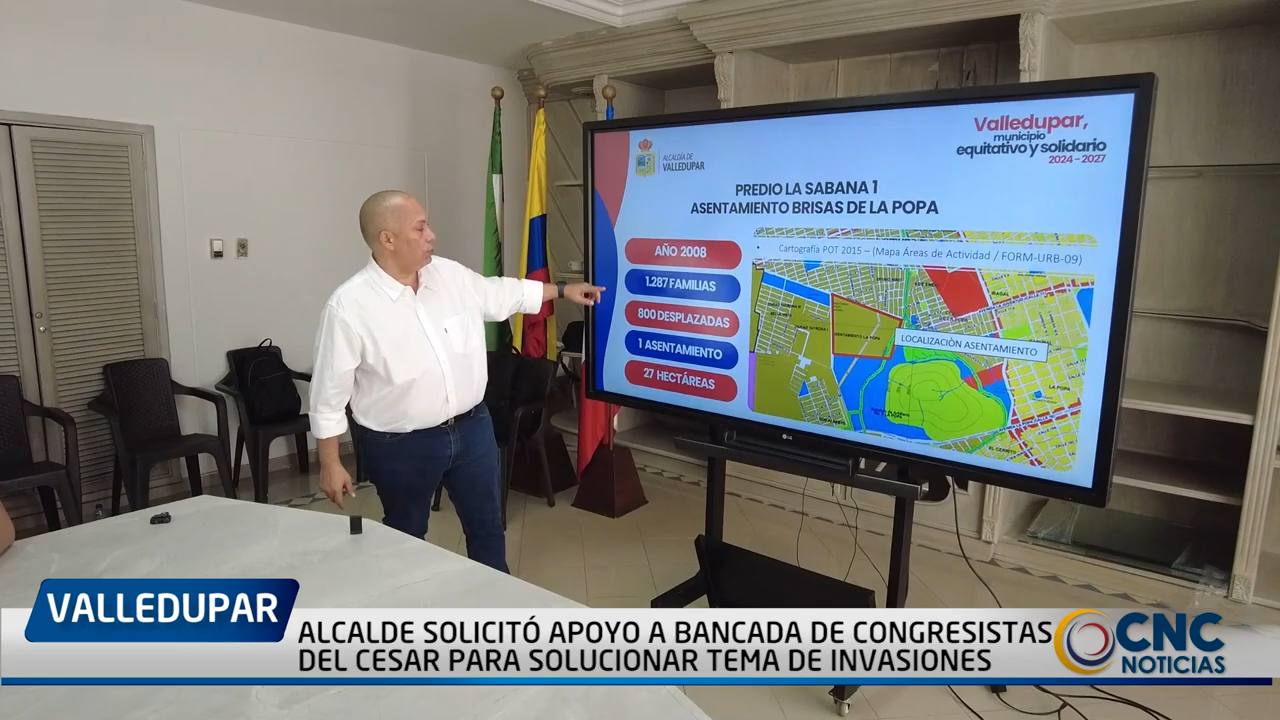 Valledupar,
municipio
equitativo y solidario
2024 - 2027
ALCALDÍA DE
VALLEDUPAR
PREDIO LA SABANA 1
ASENTAMIENTO BRISAS DE LA POPA
AÑO 2008
1.287 FAMILIAS
800 DESPLAZADAS
1 ASENTAMIENTO
27 HECTÁREAS
• Cartografía POT 2015 – (Mapa Áreas de Actividad / FORM-URB-09)
ASENTAMIENTO LA POPA
LOCALIZACIÓN ASENTAMIENTO
LA POPA
EL CERRITO
LG
VALLEDUPAR
ALCALDE SOLICITÓ APOYO A BANCADA DE CONGRESISTAS
DEL CESAR PARA SOLUCIONAR TEMA DE INVASIONES
CNC
NOTICIAS